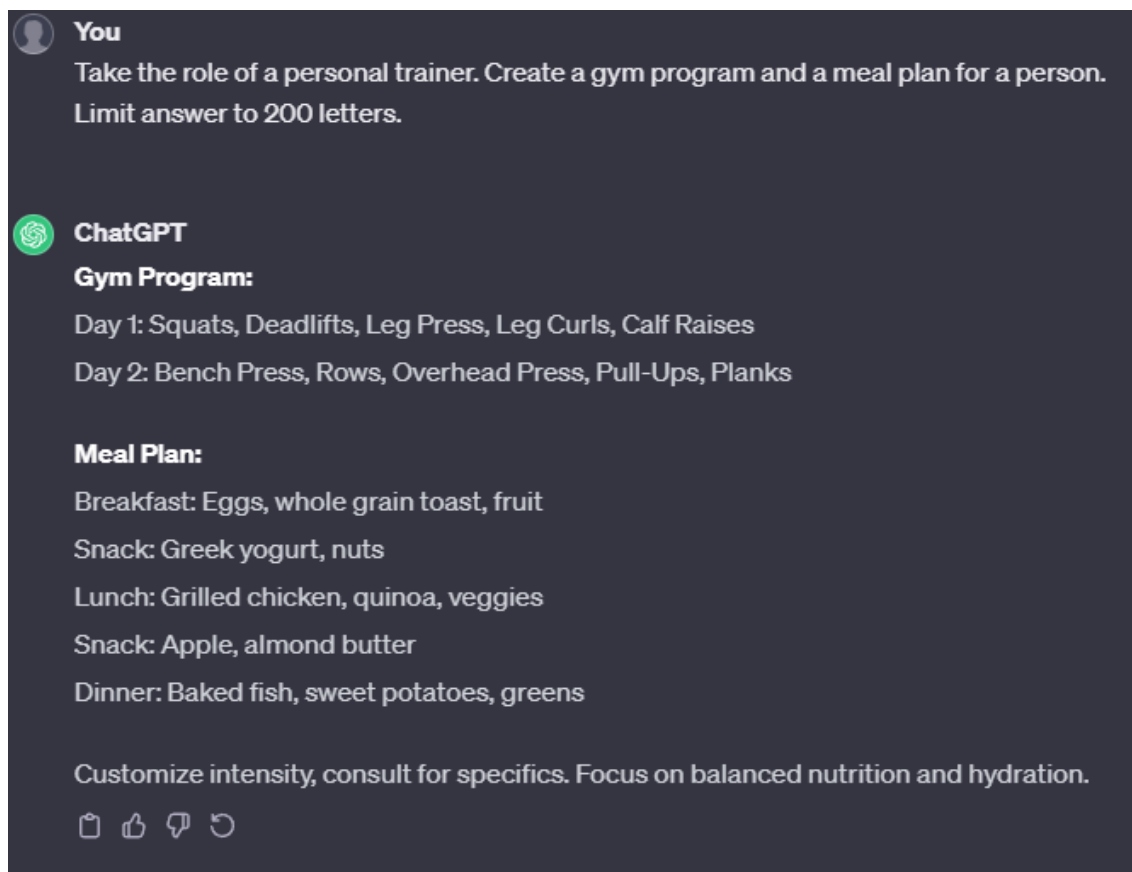 You
Take the role of a personal trainer. Create a gym program and a meal plan for a person.
Limit answer to 200 letters.
ChatGPT
Gym Program:
Day 1: Squats, Deadlifts, Leg Press, Leg Curls, Calf Raises
Day 2: Bench Press, Rows, Overhead Press, Pull-Ups, Planks
Meal Plan:
Breakfast: Eggs, whole grain toast, fruit
Snack: Greek yogurt, nuts
Lunch: Grilled chicken, quinoa, veggies
Snack: Apple, almond butter
Dinner: Baked fish, sweet potatoes, greens
Customize intensity, consult for specifics. Focus on balanced nutrition and hydration.